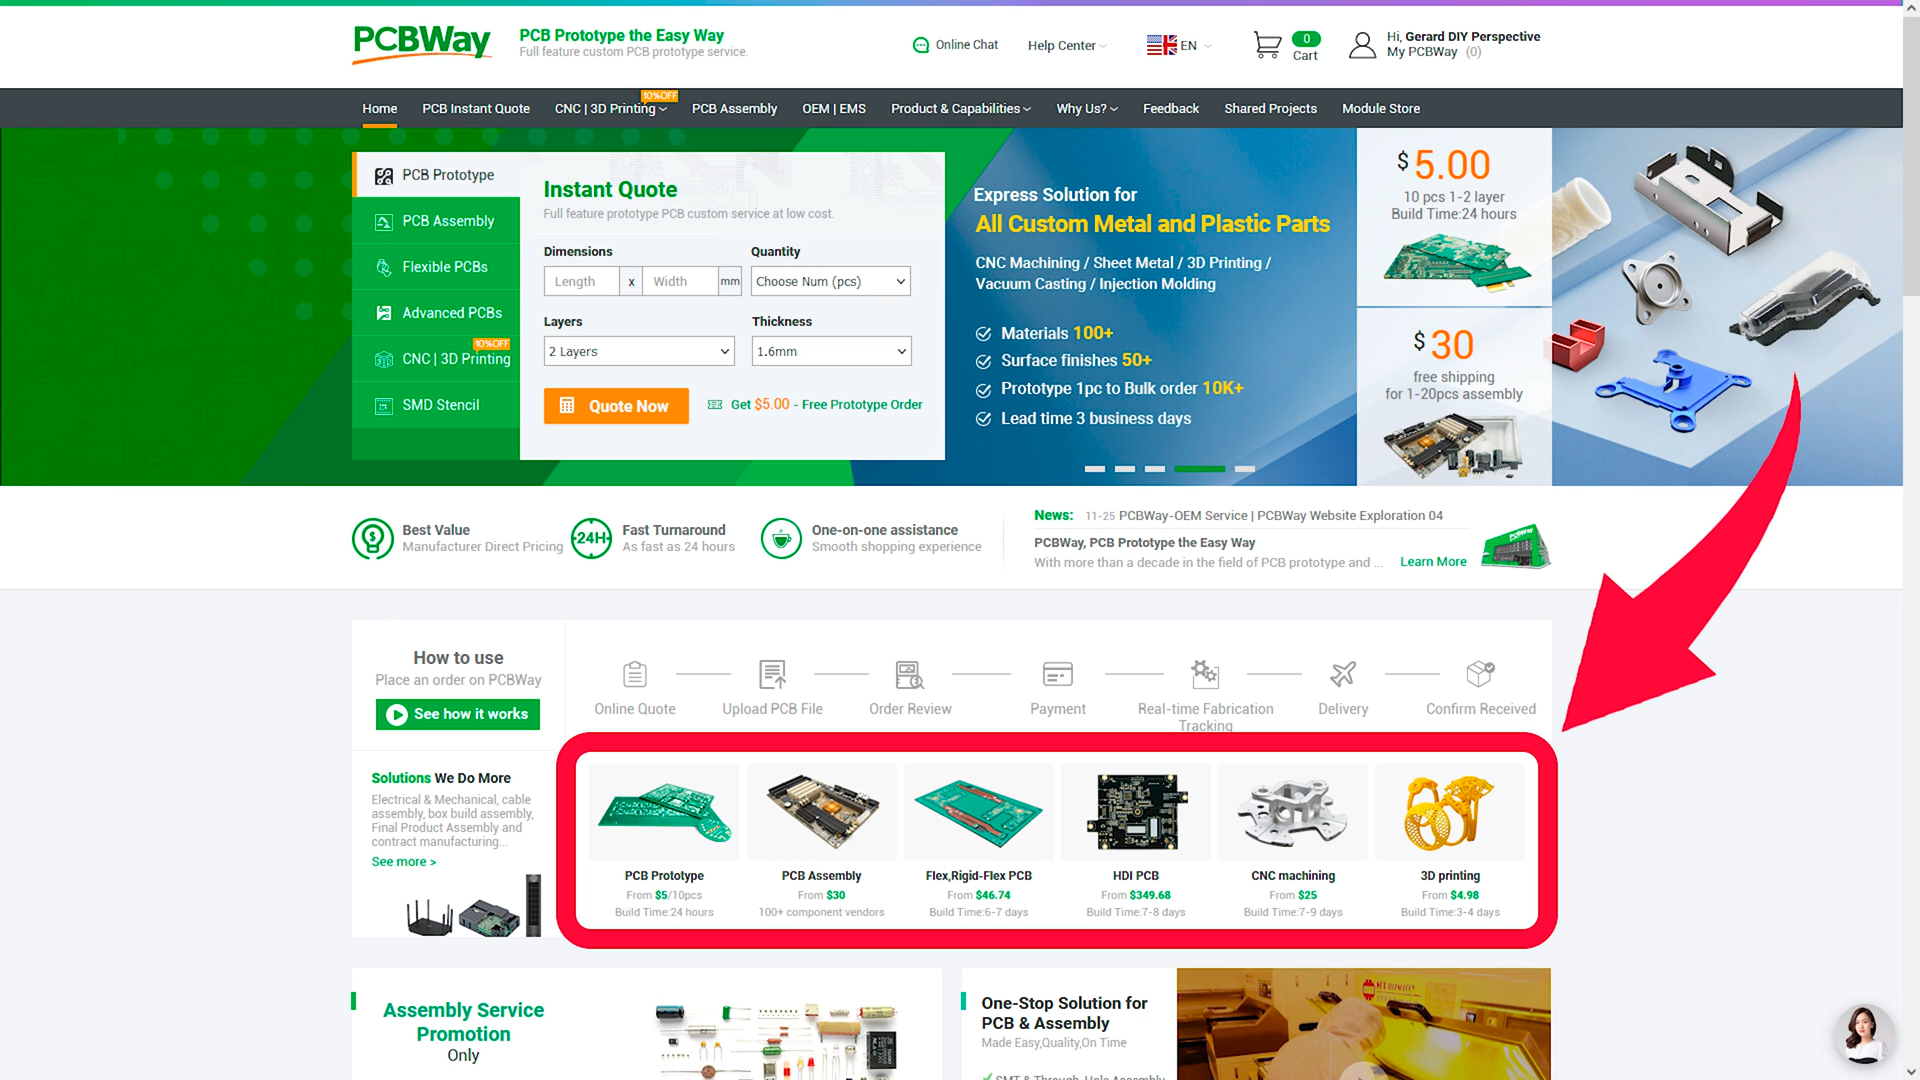 PCBWay
PCB Prototype the Easy Way
Full feature custom PCB prototype service.
Online Chat
Help Center
EN
0
Cart
Hi, Gerard DIY Perspective
My PCBWay (0)
Home
PCB Instant Quote
CNC | 3D Printing
10%OFF
PCB Assembly
OEM | EMS
Product & Capabilities
Why Us?
Feedback
Shared Projects
Module Store
PCB Prototype
PCB Assembly
Flexible PCBs
Advanced PCBs
10%OFF
CNC | 3D Printing
SMD Stencil
Instant Quote
Full feature prototype PCB custom service at low cost.
Dimensions
Quantity
Length x Width mm
Choose Num (pcs)
Layers
Thickness
2 Layers
1.6mm
Quote Now
Get $5.00 - Free Prototype Order
Express Solution for
All Custom Metal and Plastic Parts
CNC Machining / Sheet Metal / 3D Printing /
Vacuum Casting / Injection Molding
Materials 100+
Surface finishes 50+
Prototype 1pc to Bulk order 10K+
Lead time 3 business days
$ 5.00
10 pcs 1-2 layer
Build Time:24 hours
$ 30
free shipping
for 1-20pcs assembly
Best Value
Manufacturer Direct Pricing
24H
Fast Turnaround
As fast as 24 hours
One-on-one assistance
Smooth shopping experience
News: 11-25 PCBWay-OEM Service | PCBWay Website Exploration 04
PCBWay, PCB Prototype the Easy Way
With more than a decade in the field of PCB prototype and ...
Learn More
How to use
Place an order on PCBWay
See how it works
Online Quote
Upload PCB File
Order Review
Payment
Real-time Fabrication
Tracking
Delivery
Confirm Received
Solutions We Do More
Electrical & Mechanical, cable
assembly, box build assembly,
Final Product Assembly and
contract manufacturing...
See more >
PCB Prototype
From $5/10pcs
Build Time:24 hours
PCB Assembly
From $30
100+ component vendors
Flex,Rigid-Flex PCB
From $46.74
Build Time:6-7 days
HDI PCB
From $349.68
Build Time:7-8 days
CNC machining
From $25
Build Time:7-9 days
3D printing
From $4.98
Build Time:3-4 days
Assembly Service
Promotion
Only
One-Stop Solution for
PCB & Assembly
Made Easy,Quality,On Time
SMT & Through-Hole Assembly